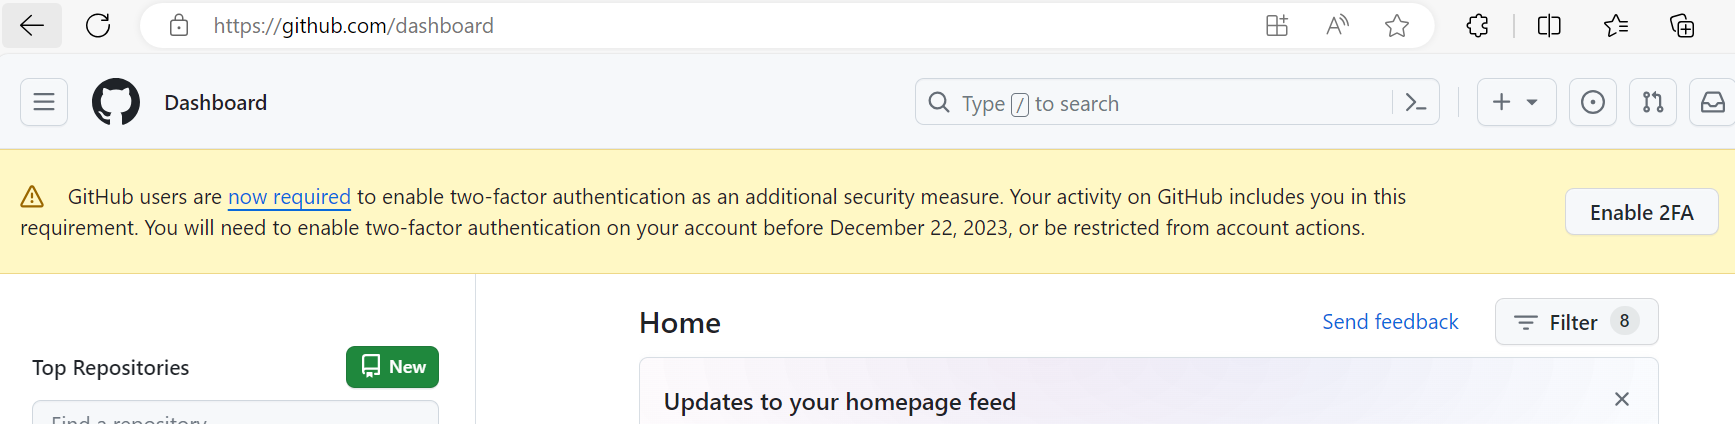 https://github.com/dashboard
Dashboard
Type / to search
GitHub users are now required to enable two-factor authentication as an additional security measure. Your activity on GitHub includes you in this
requirement. You will need to enable two-factor authentication on your account before December 22, 2023, or be restricted from account actions.
Enable 2FA
Top Repositories
New
Find a repository
Home
Send feedback
Filter 8
Updates to your homepage feed